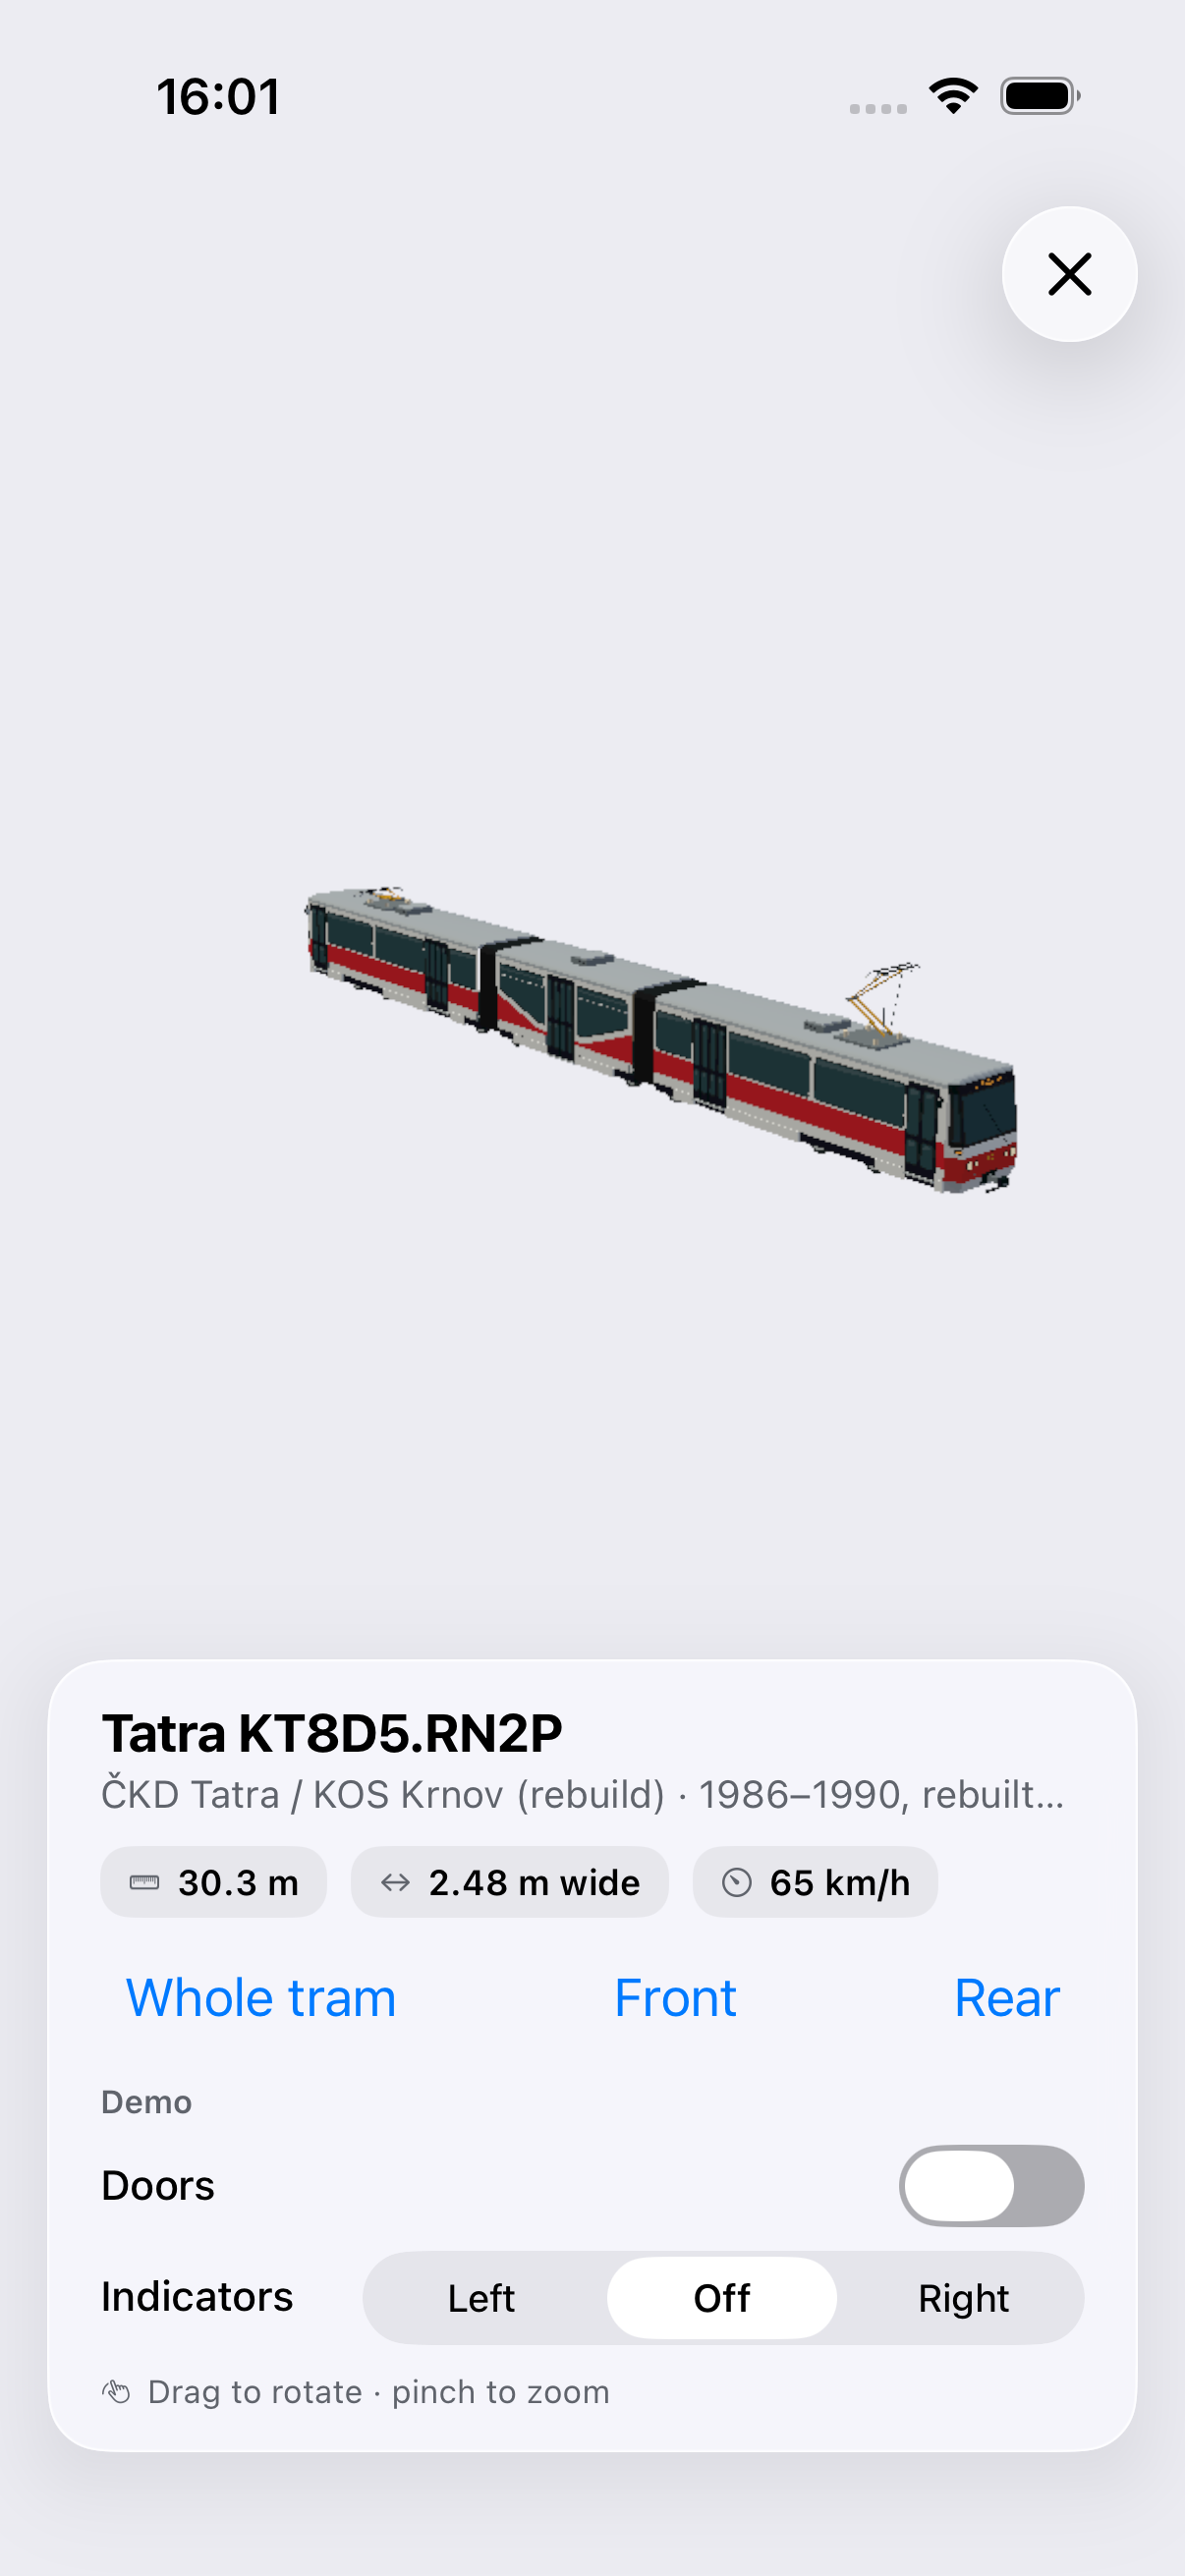 16:01
Tatra KT8D5.RN2P
ČKD Tatra / KOS Krnov (rebuild) · 1986–1990, rebuilt...
30.3 m 2.48 m wide 65 km/h
Whole tram Front Rear
Demo
Doors
Indicators Left Off Right
Drag to rotate · pinch to zoom